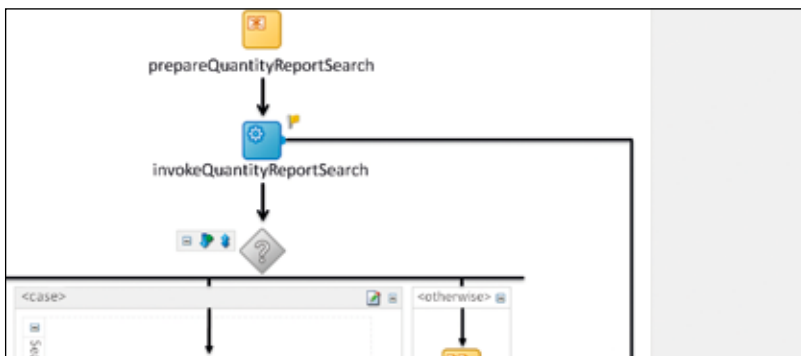 prepareQuantityReportSearch
invokeQuantityReportSearch
?
<case>
<otherwise>